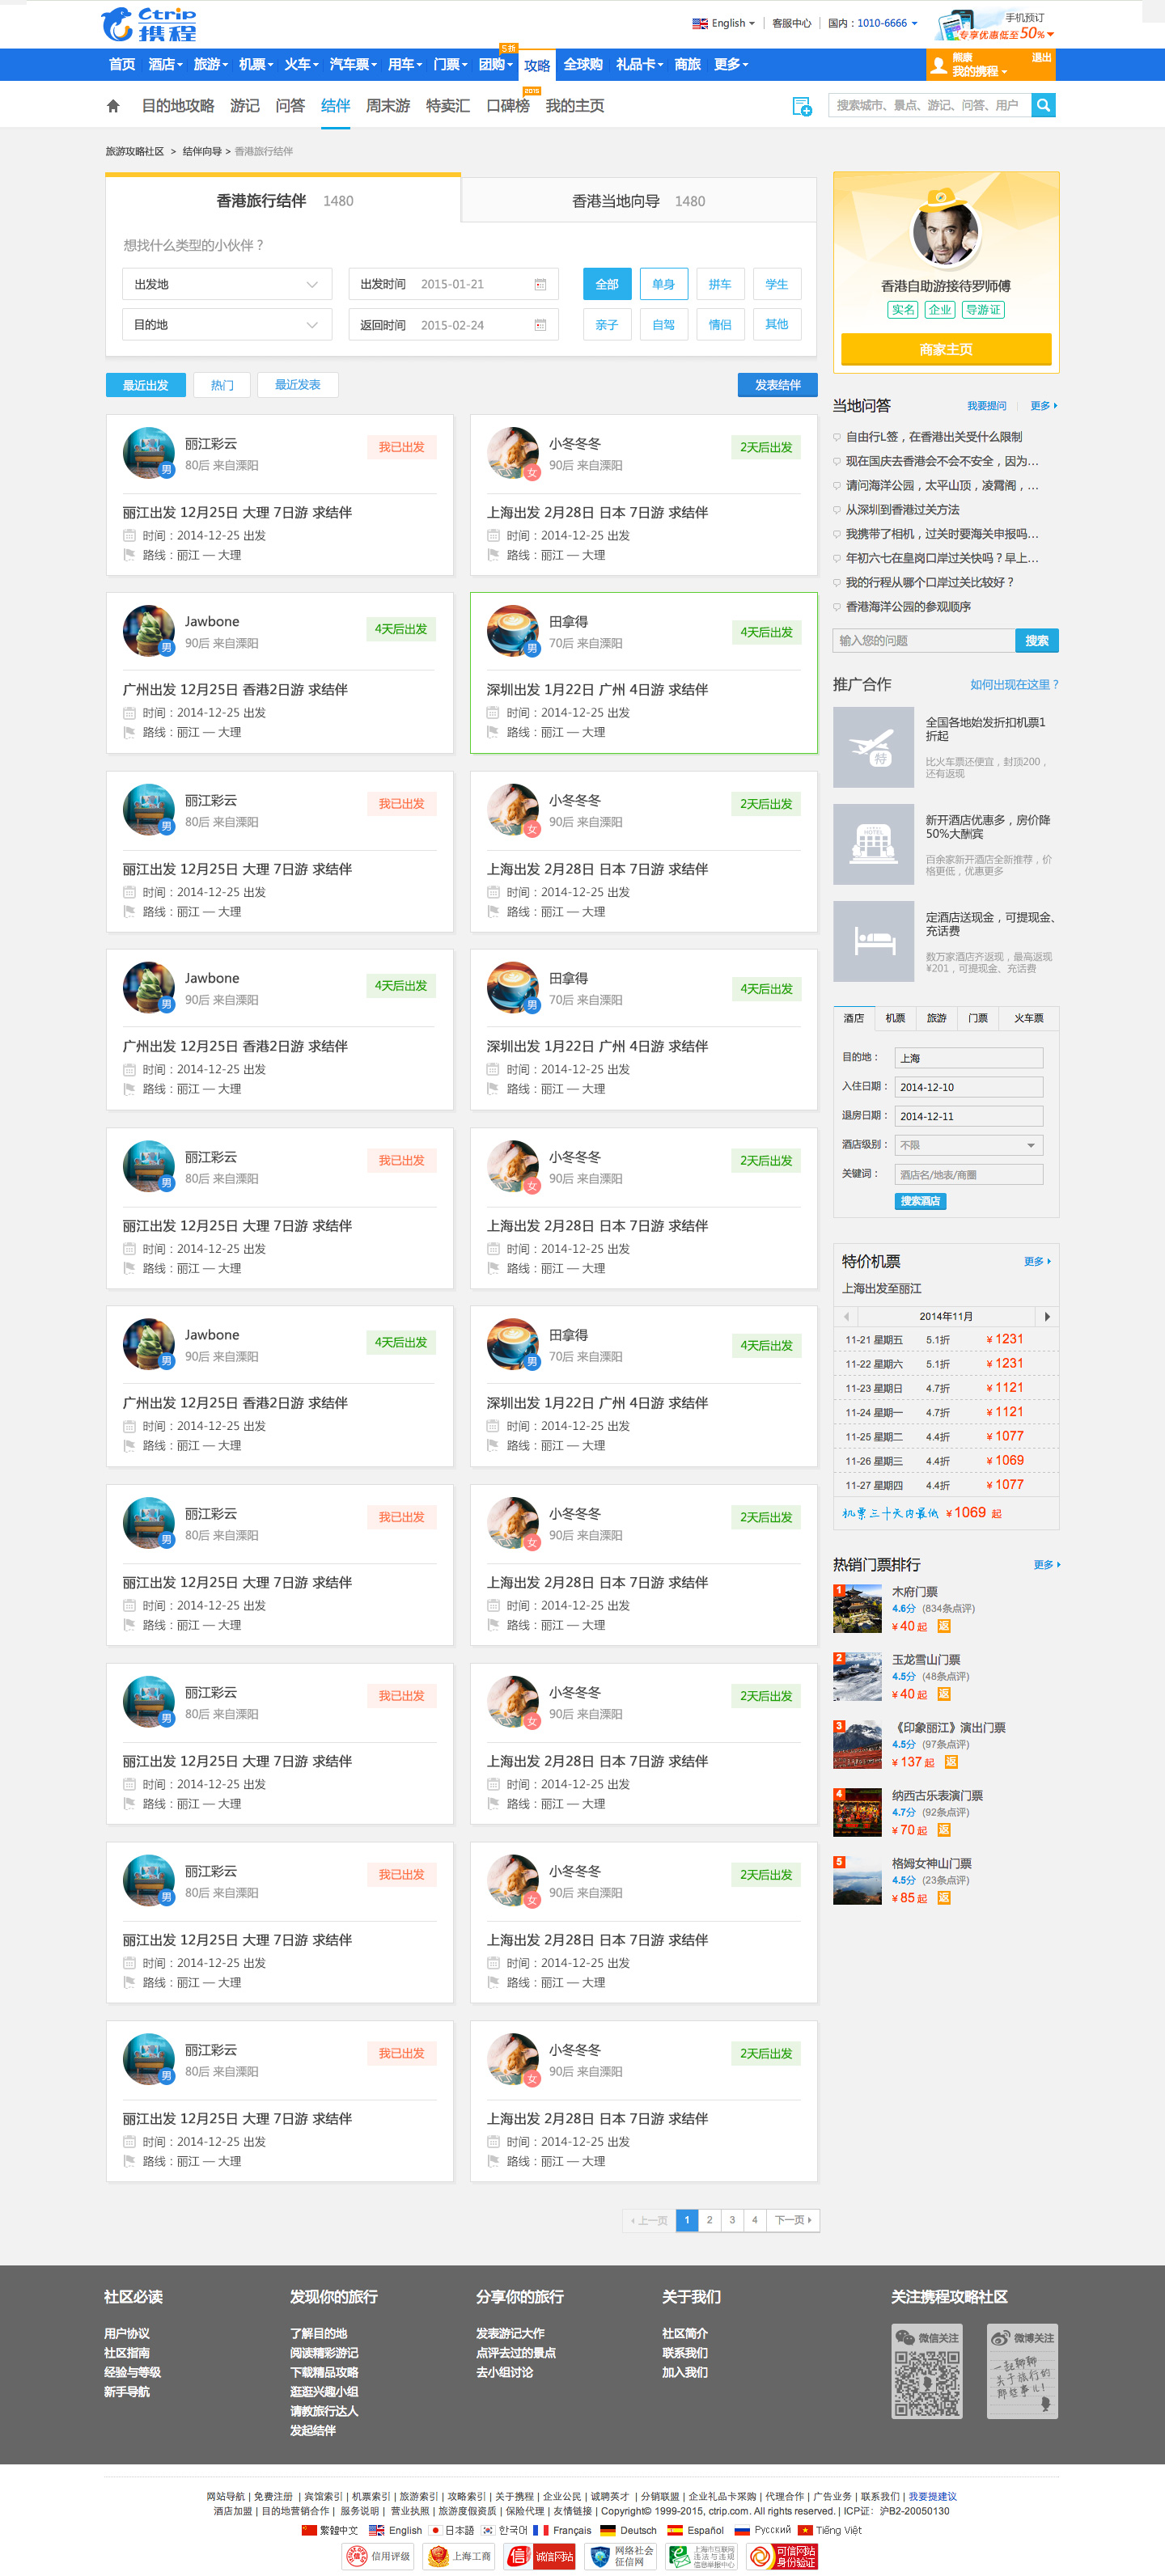 Ctrip
携程
English
客服中心
国内：1010-6666
手机预订
专享优惠低至50%
首页 酒店 旅游 机票 火车 汽车票 用车 门票 团购 5折 攻略 全球购 礼品卡 商旅 更多
熊康 退出
我的携程
目的地攻略 游记 问答 结伴 周末游 特卖汇 口碑榜 2015 我的主页
搜索城市、景点、游记、问答、用户
旅游攻略社区 > 结伴向导 > 香港旅行结伴
香港旅行结伴 1480
香港当地向导 1480
想找什么类型的小伙伴？
出发地 出发时间 2015-01-21 全部 单身 拼车 学生
目的地 返回时间 2015-02-24 亲子 自驾 情侣 其他
最近出发 热门 最近发表 发表结伴
丽江彩云 我已出发
男 80后 来自溧阳
丽江出发 12月25日 大理 7日游 求结伴
时间：2014-12-25 出发
路线：丽江 — 大理
小冬冬冬 2天后出发
女 90后 来自溧阳
上海出发 2月28日 日本 7日游 求结伴
时间：2014-12-25 出发
路线：丽江 — 大理
Jawbone 4天后出发
男 90后 来自溧阳
广州出发 12月25日 香港2日游 求结伴
时间：2014-12-25 出发
路线：丽江 — 大理
田拿得 4天后出发
男 70后 来自溧阳
深圳出发 1月22日 广州 4日游 求结伴
时间：2014-12-25 出发
路线：丽江 — 大理
丽江彩云 我已出发
男 80后 来自溧阳
丽江出发 12月25日 大理 7日游 求结伴
时间：2014-12-25 出发
路线：丽江 — 大理
小冬冬冬 2天后出发
女 90后 来自溧阳
上海出发 2月28日 日本 7日游 求结伴
时间：2014-12-25 出发
路线：丽江 — 大理
Jawbone 4天后出发
男 90后 来自溧阳
广州出发 12月25日 香港2日游 求结伴
时间：2014-12-25 出发
路线：丽江 — 大理
田拿得 4天后出发
男 70后 来自溧阳
深圳出发 1月22日 广州 4日游 求结伴
时间：2014-12-25 出发
路线：丽江 — 大理
丽江彩云 我已出发
男 80后 来自溧阳
丽江出发 12月25日 大理 7日游 求结伴
时间：2014-12-25 出发
路线：丽江 — 大理
小冬冬冬 2天后出发
女 90后 来自溧阳
上海出发 2月28日 日本 7日游 求结伴
时间：2014-12-25 出发
路线：丽江 — 大理
Jawbone 4天后出发
男 90后 来自溧阳
广州出发 12月25日 香港2日游 求结伴
时间：2014-12-25 出发
路线：丽江 — 大理
田拿得 4天后出发
男 70后 来自溧阳
深圳出发 1月22日 广州 4日游 求结伴
时间：2014-12-25 出发
路线：丽江 — 大理
丽江彩云 我已出发
男 80后 来自溧阳
丽江出发 12月25日 大理 7日游 求结伴
时间：2014-12-25 出发
路线：丽江 — 大理
小冬冬冬 2天后出发
女 90后 来自溧阳
上海出发 2月28日 日本 7日游 求结伴
时间：2014-12-25 出发
路线：丽江 — 大理
丽江彩云 我已出发
男 80后 来自溧阳
丽江出发 12月25日 大理 7日游 求结伴
时间：2014-12-25 出发
路线：丽江 — 大理
小冬冬冬 2天后出发
女 90后 来自溧阳
上海出发 2月28日 日本 7日游 求结伴
时间：2014-12-25 出发
路线：丽江 — 大理
丽江彩云 我已出发
男 80后 来自溧阳
丽江出发 12月25日 大理 7日游 求结伴
时间：2014-12-25 出发
路线：丽江 — 大理
小冬冬冬 2天后出发
女 90后 来自溧阳
上海出发 2月28日 日本 7日游 求结伴
时间：2014-12-25 出发
路线：丽江 — 大理
丽江彩云 我已出发
男 80后 来自溧阳
丽江出发 12月25日 大理 7日游 求结伴
时间：2014-12-25 出发
路线：丽江 — 大理
小冬冬冬 2天后出发
女 90后 来自溧阳
上海出发 2月28日 日本 7日游 求结伴
时间：2014-12-25 出发
路线：丽江 — 大理
上一页 1 2 3 4 下一页
香港自助游接待罗师傅
实名 企业 导游证
商家主页
当地问答 我要提问 更多
自由行L签，在香港出关受什么限制
现在国庆去香港会不会不安全，因为...
请问海洋公园，太平山顶，凌霄阁，...
从深圳到香港过关方法
我携带了相机，过关时要海关申报吗...
年初六七在皇岗口岸过关快吗？早上...
我的行程从哪个口岸过关比较好？
香港海洋公园的参观顺序
输入您的问题 搜索
推广合作 如何出现在这里？
特
全国各地始发折扣机票1
折起
比火车票还便宜，封顶200，
还有返现
HOTEL
新开酒店优惠多，房价降
50%大酬宾
百余家新开酒店全新推荐，价
格更低，优惠更多
定酒店送现金，可提现金、
充话费
数万家酒店齐返现，最高返现
¥201，可提现金、充话费
酒店 机票 旅游 门票 火车票
目的地： 上海
入住日期： 2014-12-10
退房日期： 2014-12-11
酒店级别： 不限
关键词： 酒店名/地表/商圈
搜索酒店
特价机票 更多
上海出发至丽江
2014年11月
11-21 星期五 5.1折 ¥1231
11-22 星期六 5.1折 ¥1231
11-23 星期日 4.7折 ¥1121
11-24 星期一 4.7折 ¥1121
11-25 星期二 4.4折 ¥1077
11-26 星期三 4.4折 ¥1069
11-27 星期四 4.4折 ¥1077
机票三十天内最低 ¥1069 起
热销门票排行 更多
1 木府门票
4.6分 (834条点评)
¥40 起 返
2 玉龙雪山门票
4.5分 (48条点评)
¥40 起 返
3 《印象丽江》演出门票
4.5分 (97条点评)
¥137 起 返
4 纳西古乐表演门票
4.7分 (92条点评)
¥70 起 返
5 格姆女神山门票
4.5分 (23条点评)
¥85 起 返
社区必读
用户协议
社区指南
经验与等级
新手导航
发现你的旅行
了解目的地
阅读精彩游记
下载精品攻略
逛逛兴趣小组
请教旅行达人
发起结伴
分享你的旅行
发表游记大作
点评去过的景点
去小组讨论
关于我们
社区简介
联系我们
加入我们
关注携程攻略社区
微信关注
微博关注
一起聊聊
关于旅行的
那些事儿！
网站导航 | 免费注册 | 宾馆索引 | 机票索引 | 旅游索引 | 攻略索引 | 关于携程 | 企业公民 | 诚聘英才 | 分销联盟 | 企业礼品卡采购 | 代理合作 | 广告业务 | 联系我们 | 我要提建议
酒店加盟 | 目的地营销合作 | 服务说明 | 营业执照 | 旅游度假资质 | 保险代理 | 友情链接 | Copyright© 1999-2015, ctrip.com. All rights reserved. | ICP证：沪B2-20050130
繁體中文 English 日本語 한국어 Français Deutsch Español Русский Tiếng Việt
信用评级 上海工商 信 诚信网站 网络社会
征信网 上海市互联网
违法与违规
信息举报中心 可信网站
身份验证